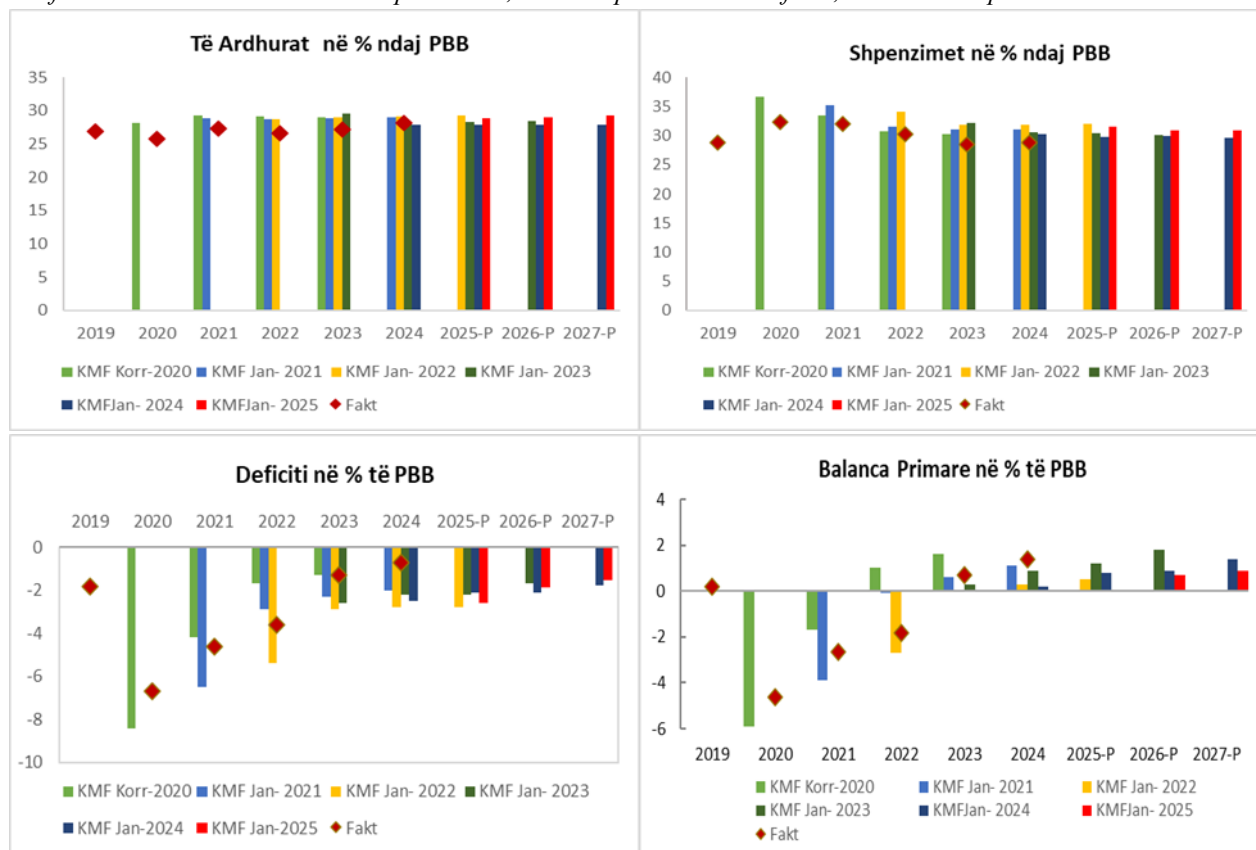 Të Ardhurat në % ndaj PBB
35
30
25
20
15
10
5
0
2019 2020 2021 2022 2023 2024 2025-P 2026-P 2027-P
KMF Korr-2020 KMF Jan- 2021 KMF Jan- 2022 KMF Jan- 2023
KMFJan- 2024 KMFJan- 2025 Fakt
Shpenzimet në % ndaj PBB
40
35
30
25
20
15
10
5
0
2019 2020 2021 2022 2023 2024 2025-P 2026-P 2027-P
KMF Korr-2020 KMF Jan- 2021 KMF Jan- 2022 KMF Jan- 2023
KMF Jan- 2024 KMF Jan- 2025 Fakt
Deficiti në % të PBB
2019 2020 2021 2022 2023 2024 2025-P 2026-P 2027-P
0
-2
-4
-6
-8
-10
KMF Korr-2020 KMF Jan- 2021 KMF Jan- 2022 KMF Jan- 2023
KMF Jan-2024 KMF Jan-2025 Fakt
Balanca Primare në % të PBB
4
2
0
-2
-4
-6
2019 2020 2021 2022 2023 2024 2025-P 2026-P 2027-P
KMF Korr-2020 KMF Jan- 2021 KMF Jan- 2022
KMF Jan- 2023 KMFJan- 2024 KMFJan- 2025
Fakt